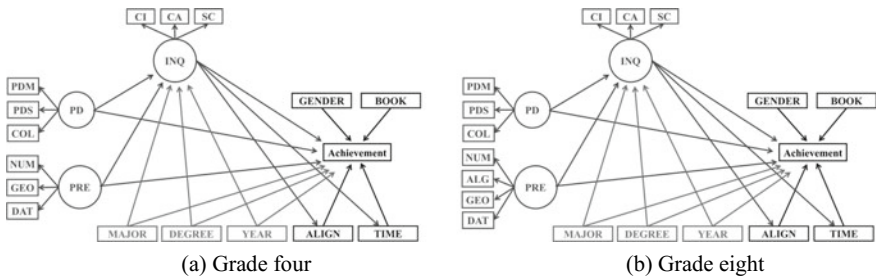 CI CA SC
INQ
PDM
PDS
COL
PD
GENDER BOOK
Achievement
NUM
GEO
DAT
PRE
MAJOR DEGREE YEAR ALIGN TIME
(a) Grade four
CI CA SC
INQ
PDM
PDS
COL
PD
GENDER BOOK
Achievement
NUM
ALG
GEO
DAT
PRE
MAJOR DEGREE YEAR ALIGN TIME
(b) Grade eight